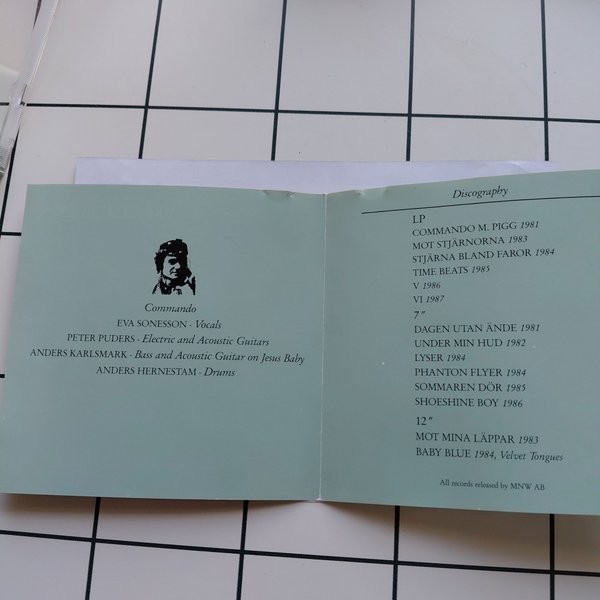 Commando
EVA SONESSON - Vocals
PETER PUDERS - Electric and Acoustic Guitars
ANDERS KARLSMARK - Bass and Acoustic Guitar on Jesus Baby
ANDERS HERNESTAM - Drums
Discography
LP
COMMANDO M. PIGG 1981
MOT STJÄRNORNA 1983
STJÄRNA BLAND FAROR 1984
TIME BEATS 1985
V 1986
VI 1987
7"
DAGEN UTAN ÄNDE 1981
UNDER MIN HUD 1982
LYSER 1984
PHANTON FLYER 1984
SOMMAREN DÖR 1985
SHOESHINE BOY 1986
12"
MOT MINA LÄPPAR 1983
BABY BLUE 1984, Velvet Tongues
All records released by MNW AB